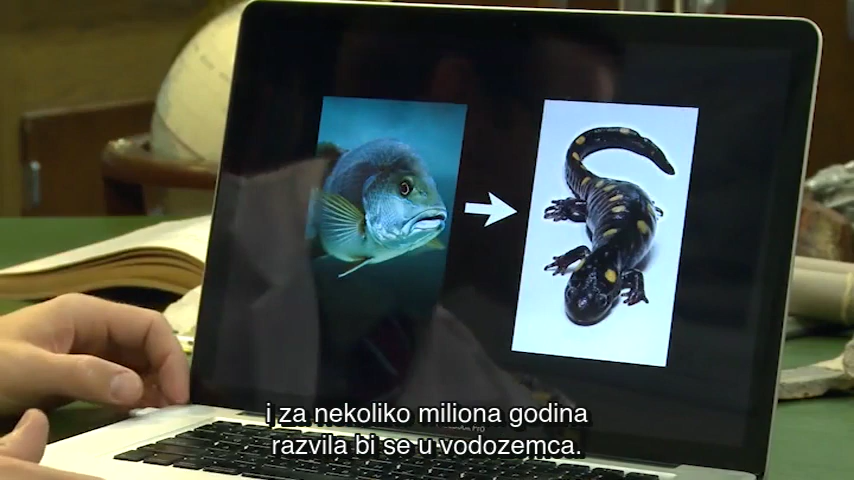 i za nekoliko miliona godina
razvila bi se u vodozemca.